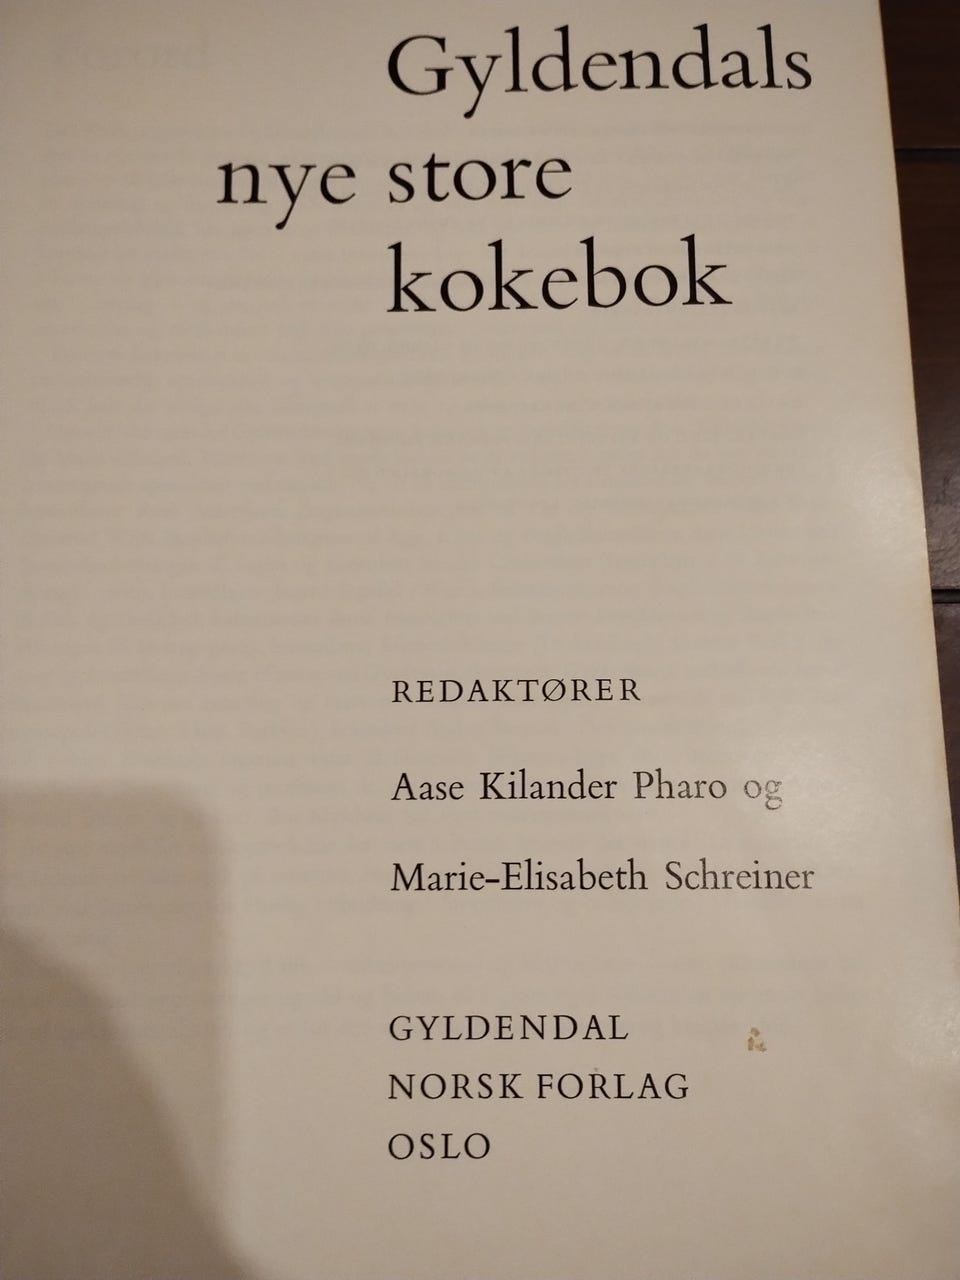 Gyldendals
nye store
kokebok
REDAKTØRER
Aase Kilander Pharo og
Marie-Elisabeth Schreiner
GYLDENDAL
NORSK FORLAG
OSLO